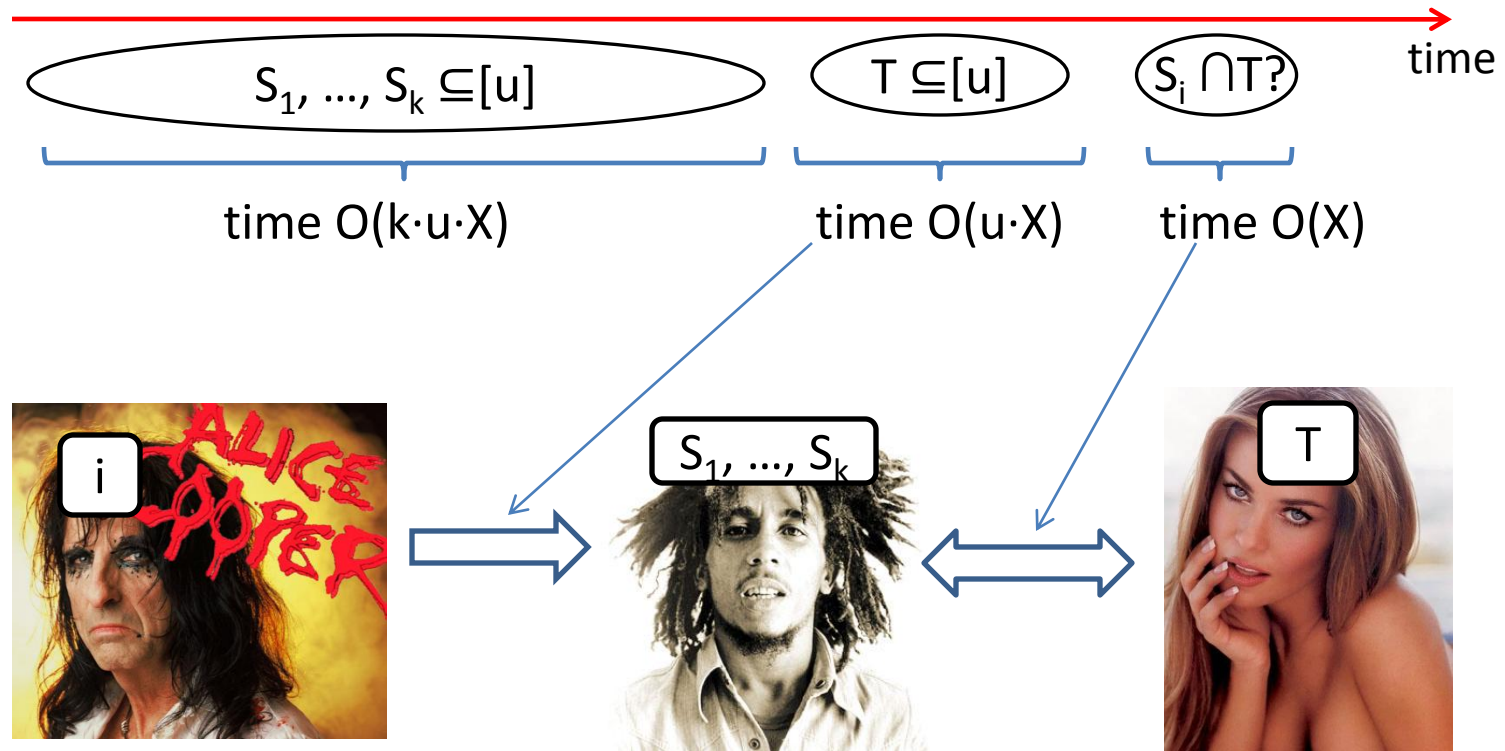 time
S₁, …, Sₖ ⊆[u]
T ⊆[u]
Sᵢ ⋂T?
time O(k·u·X)
time O(u·X)
time O(X)
i
ALICE
COOPER
S₁, …, Sₖ
T